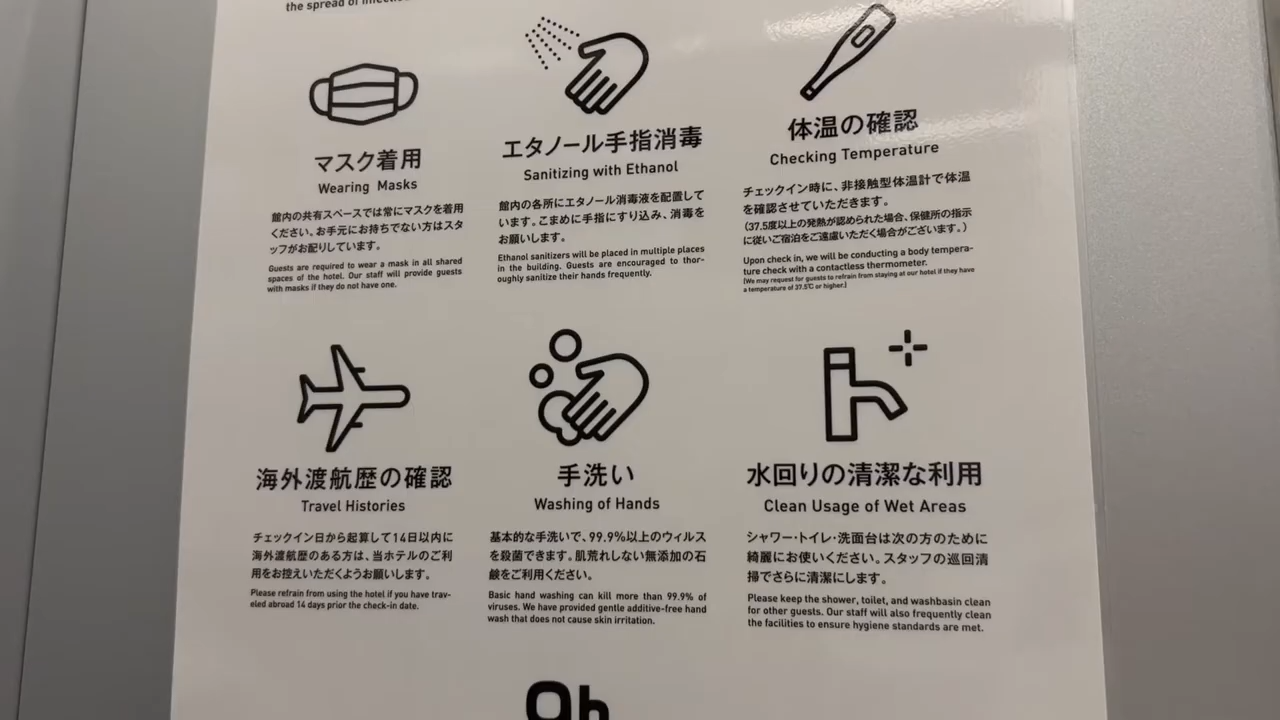 the spread of
マスク着用
Wearing Masks
館内の共有スペースでは常にマスクを着用
ください。お手元にお持ちでない方はスタ
ッフがお配りしています。
Guests are required to wear a mask in all shared
spaces of the hotel. Our staff will provide guests
with masks if they do not have one.
エタノール手指消毒
Sanitizing with Ethanol
館内の各所にエタノール消毒液を配置して
います。こまめに手指にすり込み、消毒を
お願いします。
Ethanol sanitizers will be placed in multiple places
in the building. Guests are encouraged to thor-
oughly sanitize their hands frequently.
体温の確認
Checking Temperature
チェックイン時に、非接触型体温計で体温
を確認させていただきます。
(37.5度以上の発熱が認められた場合、保健所の指示
に従いご宿泊をご遠慮いただく場合がございます。)
Upon check in, we will be conducting a body tempera-
ture check with a contactless thermometer.
(We may request for guests to refrain from staying at our hotel if they have
a temperature of 37.5℃ or higher.)
海外渡航歴の確認
Travel Histories
チェックイン日から起算して14日以内に
海外渡航歴のある方は、当ホテルのご利
用をお控えいただくようお願いします。
Please refrain from using the hotel if you have trav-
eled abroad 14 days prior the check-in date.
手洗い
Washing of Hands
基本的な手洗いで、99.9%以上のウィルス
を殺菌できます。肌荒れしない無添加の石
鹸をご利用ください。
Basic hand washing can kill more than 99.9% of
viruses. We have provided gentle additive-free hand
wash that does not cause skin irritation.
水回りの清潔な利用
Clean Usage of Wet Areas
シャワー・トイレ・洗面台は次の方のために
綺麗にお使いください。スタッフの巡回清
掃でさらに清潔にします。
Please keep the shower, toilet, and washbasin clean
for other guests. Our staff will also frequently clean
the facilities to ensure hygiene standards are met.
9h